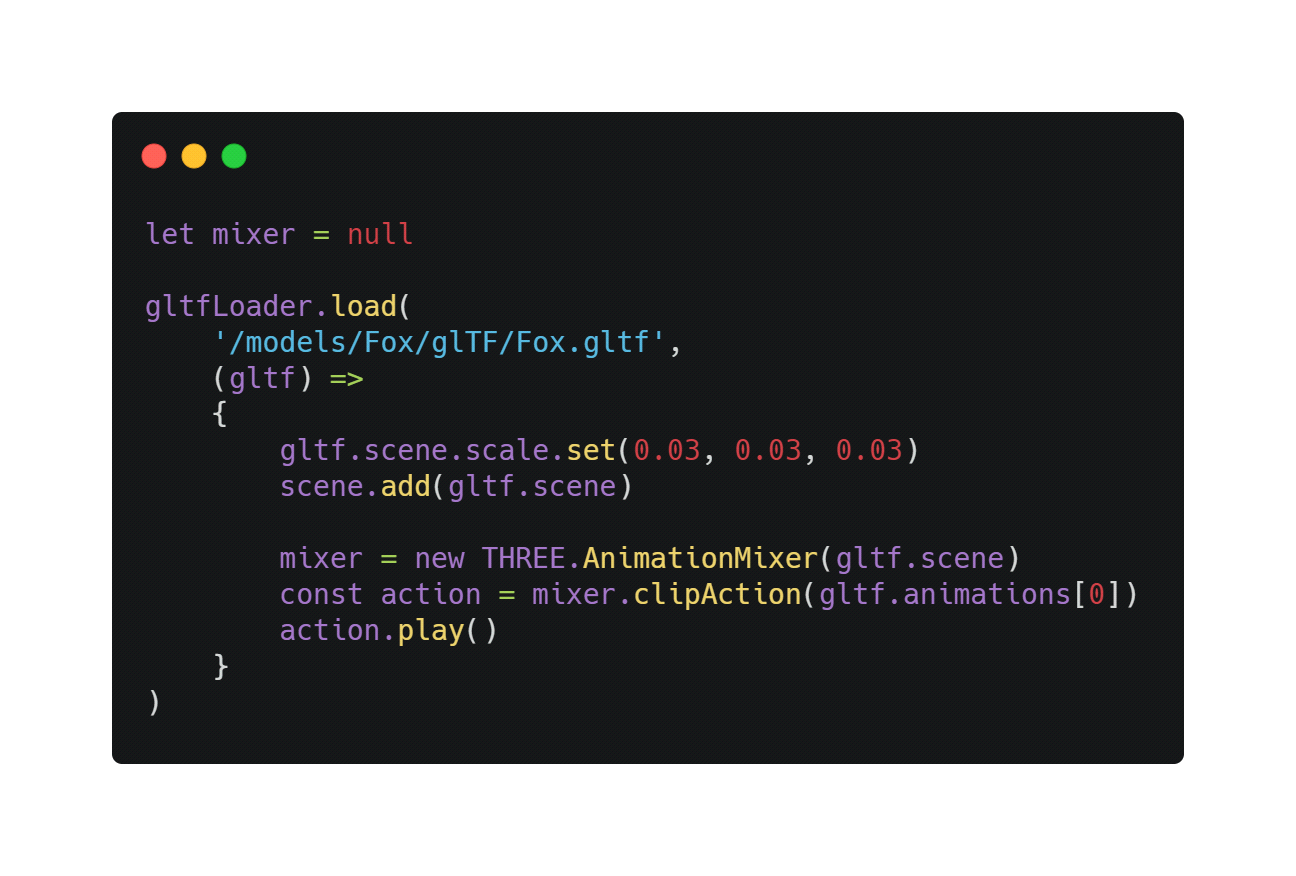 let mixer = null
gltfLoader.load(
    '/models/Fox/glTF/Fox.gltf',
    (gltf) =>
    {
        gltf.scene.scale.set(0.03, 0.03, 0.03)
        scene.add(gltf.scene)
        mixer = new THREE.AnimationMixer(gltf.scene)
        const action = mixer.clipAction(gltf.animations[0])
        action.play()
    }
)